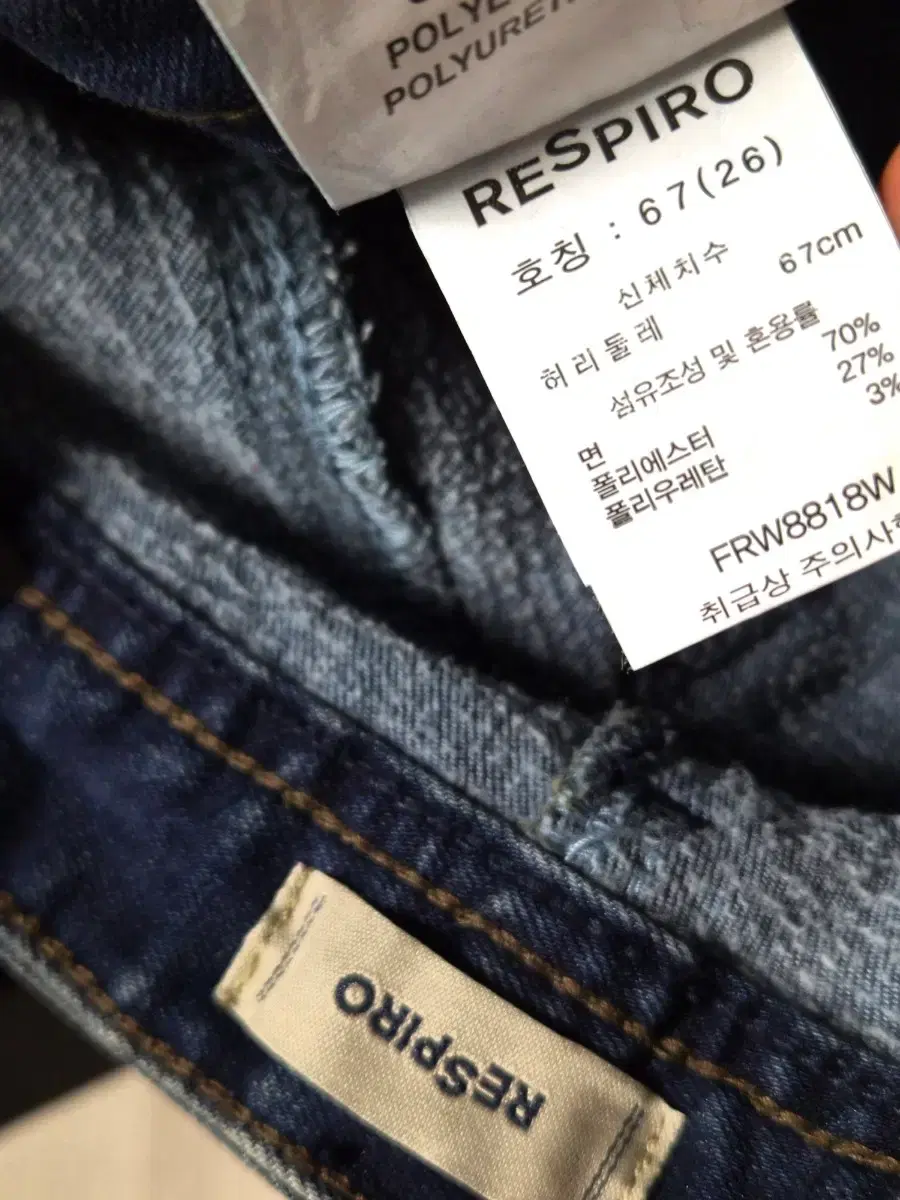 POLYE
POLYURET
RESPIRO
호칭 : 67(26)
신체치수
허리둘레 67cm
섬유조성 및 혼용률
면 70%
폴리에스터 27%
폴리우레탄 3%
FRW8818W
취급상 주의사
RESPIRO